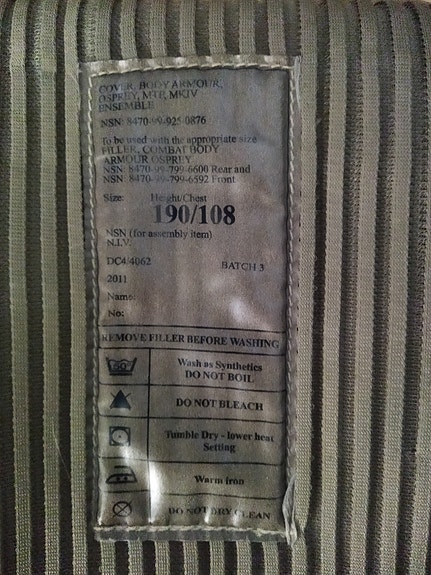 COVER, BODY ARMOUR,
OSPREY, MTP, MKIV
ENSEMBLE
NSN: 8470-99-925-0876
To be used with the appropriate size
FILLER, COMBAT BODY
ARMOUR OSPREY
NSN: 8470-99-799-6600 Rear and
NSN: 8470-99-799-6592 Front
Size: Height/Chest
190/108
NSN (for assembly item)
N.I.V.
DC4/4062 BATCH 3
2011
Name:
No:
REMOVE FILLER BEFORE WASHING
50
Wash as Synthetics
DO NOT BOIL
DO NOT BLEACH
Tumble Dry - lower heat
Setting
Warm iron
DO NOT DRY CLEAN